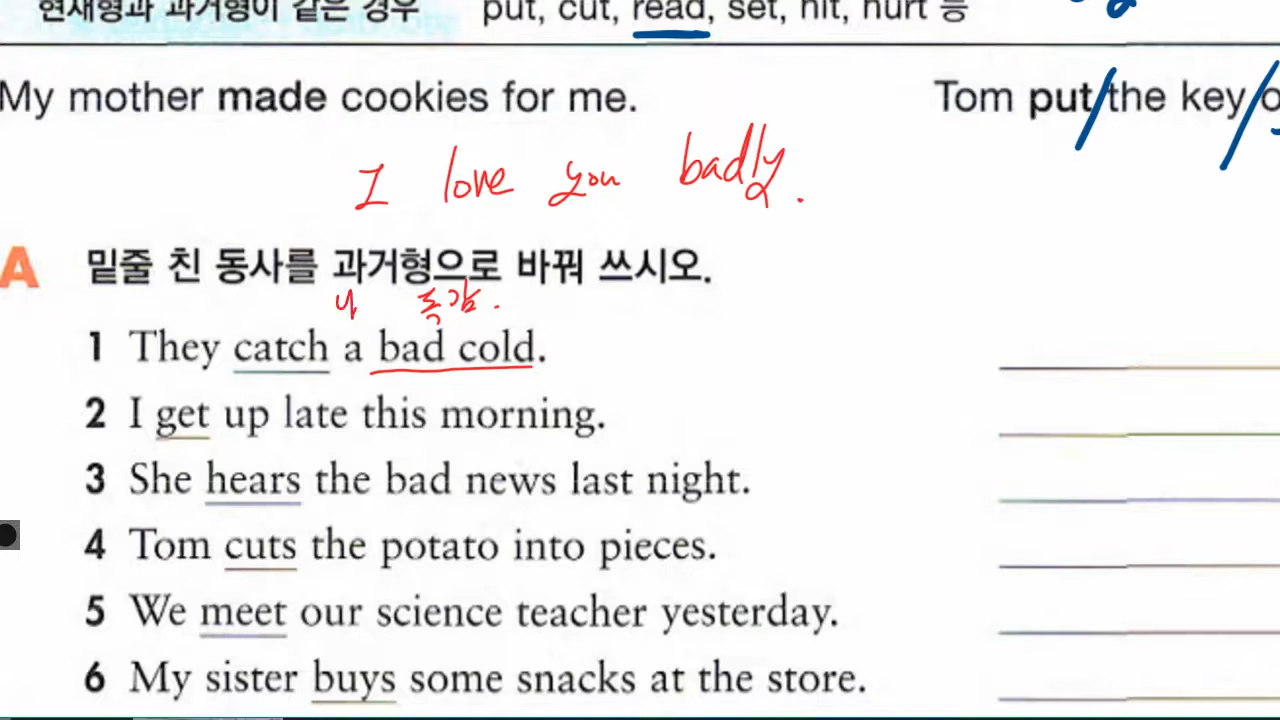 현재형과 과거형이 같은 경우 put, cut, read, set, hit, hurt 등
My mother made cookies for me. Tom put the key
I love you badly.
A 밑줄 친 동사를 과거형으로 바꿔 쓰시오.
독감.
1 They catch a bad cold.
2 I get up late this morning.
3 She hears the bad news last night.
4 Tom cuts the potato into pieces.
5 We meet our science teacher yesterday.
6 My sister buys some snacks at the store.